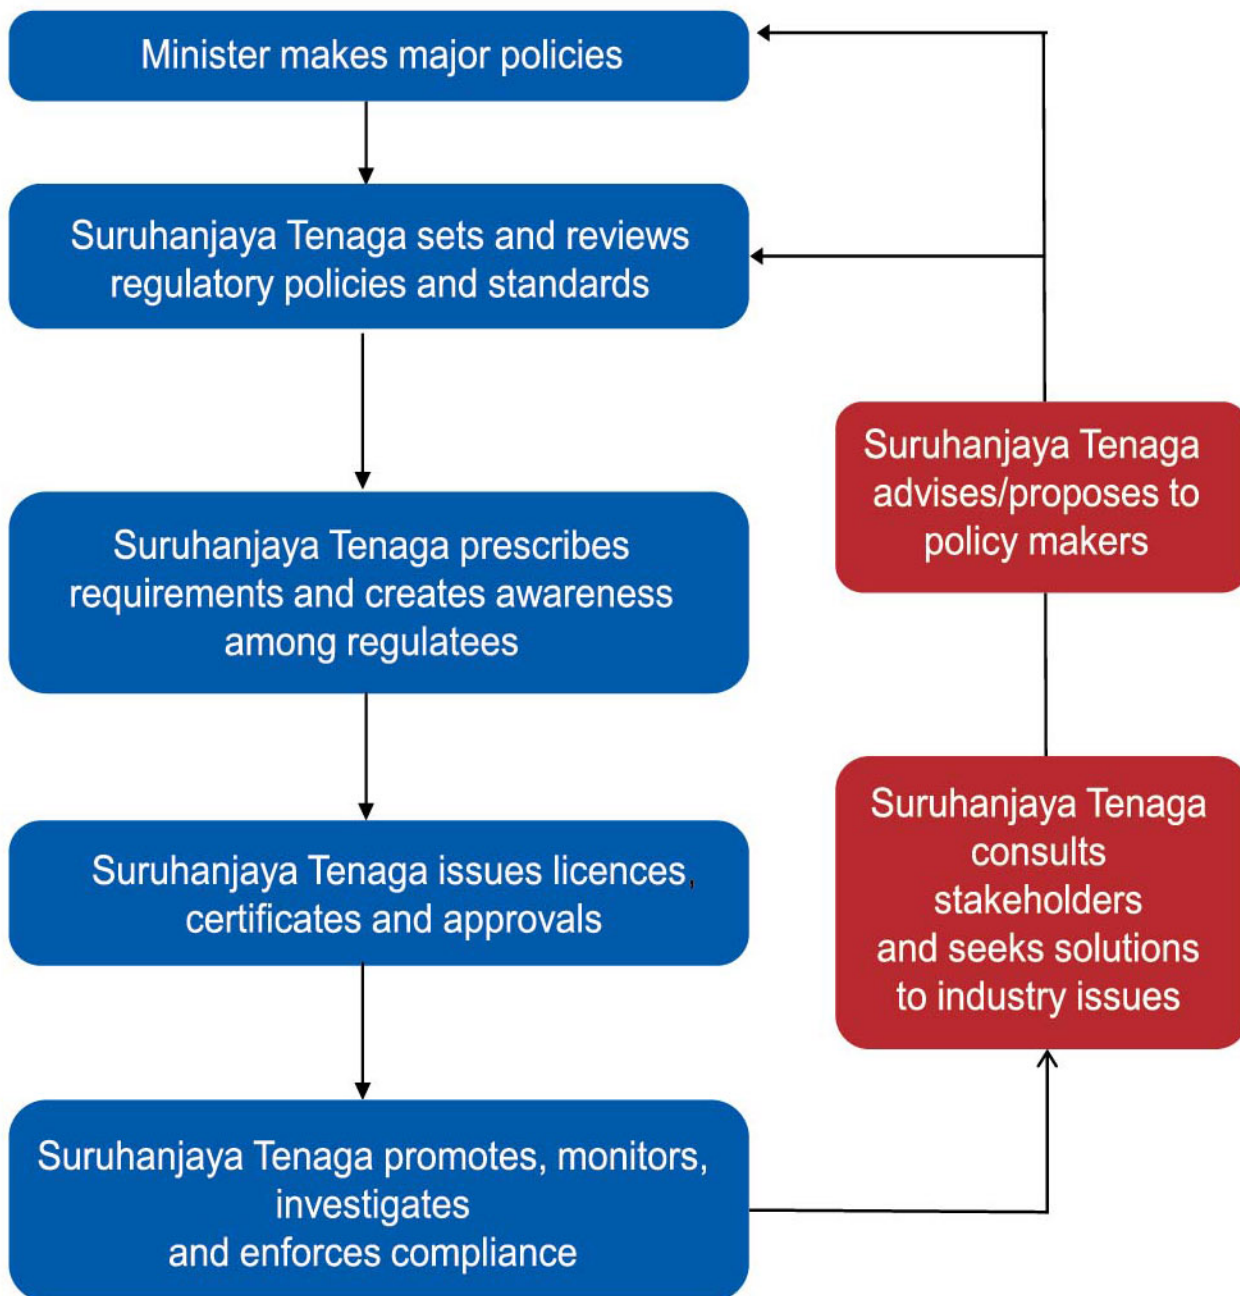 Minister makes major policies
Suruhanjaya Tenaga sets and reviews
regulatory policies and standards
Suruhanjaya Tenaga prescribes
requirements and creates awareness
among regulatees
Suruhanjaya Tenaga issues licences,
certificates and approvals
Suruhanjaya Tenaga promotes, monitors,
investigates
and enforces compliance
Suruhanjaya Tenaga
advises/proposes to
policy makers
Suruhanjaya Tenaga
consults
stakeholders
and seeks solutions
to industry issues